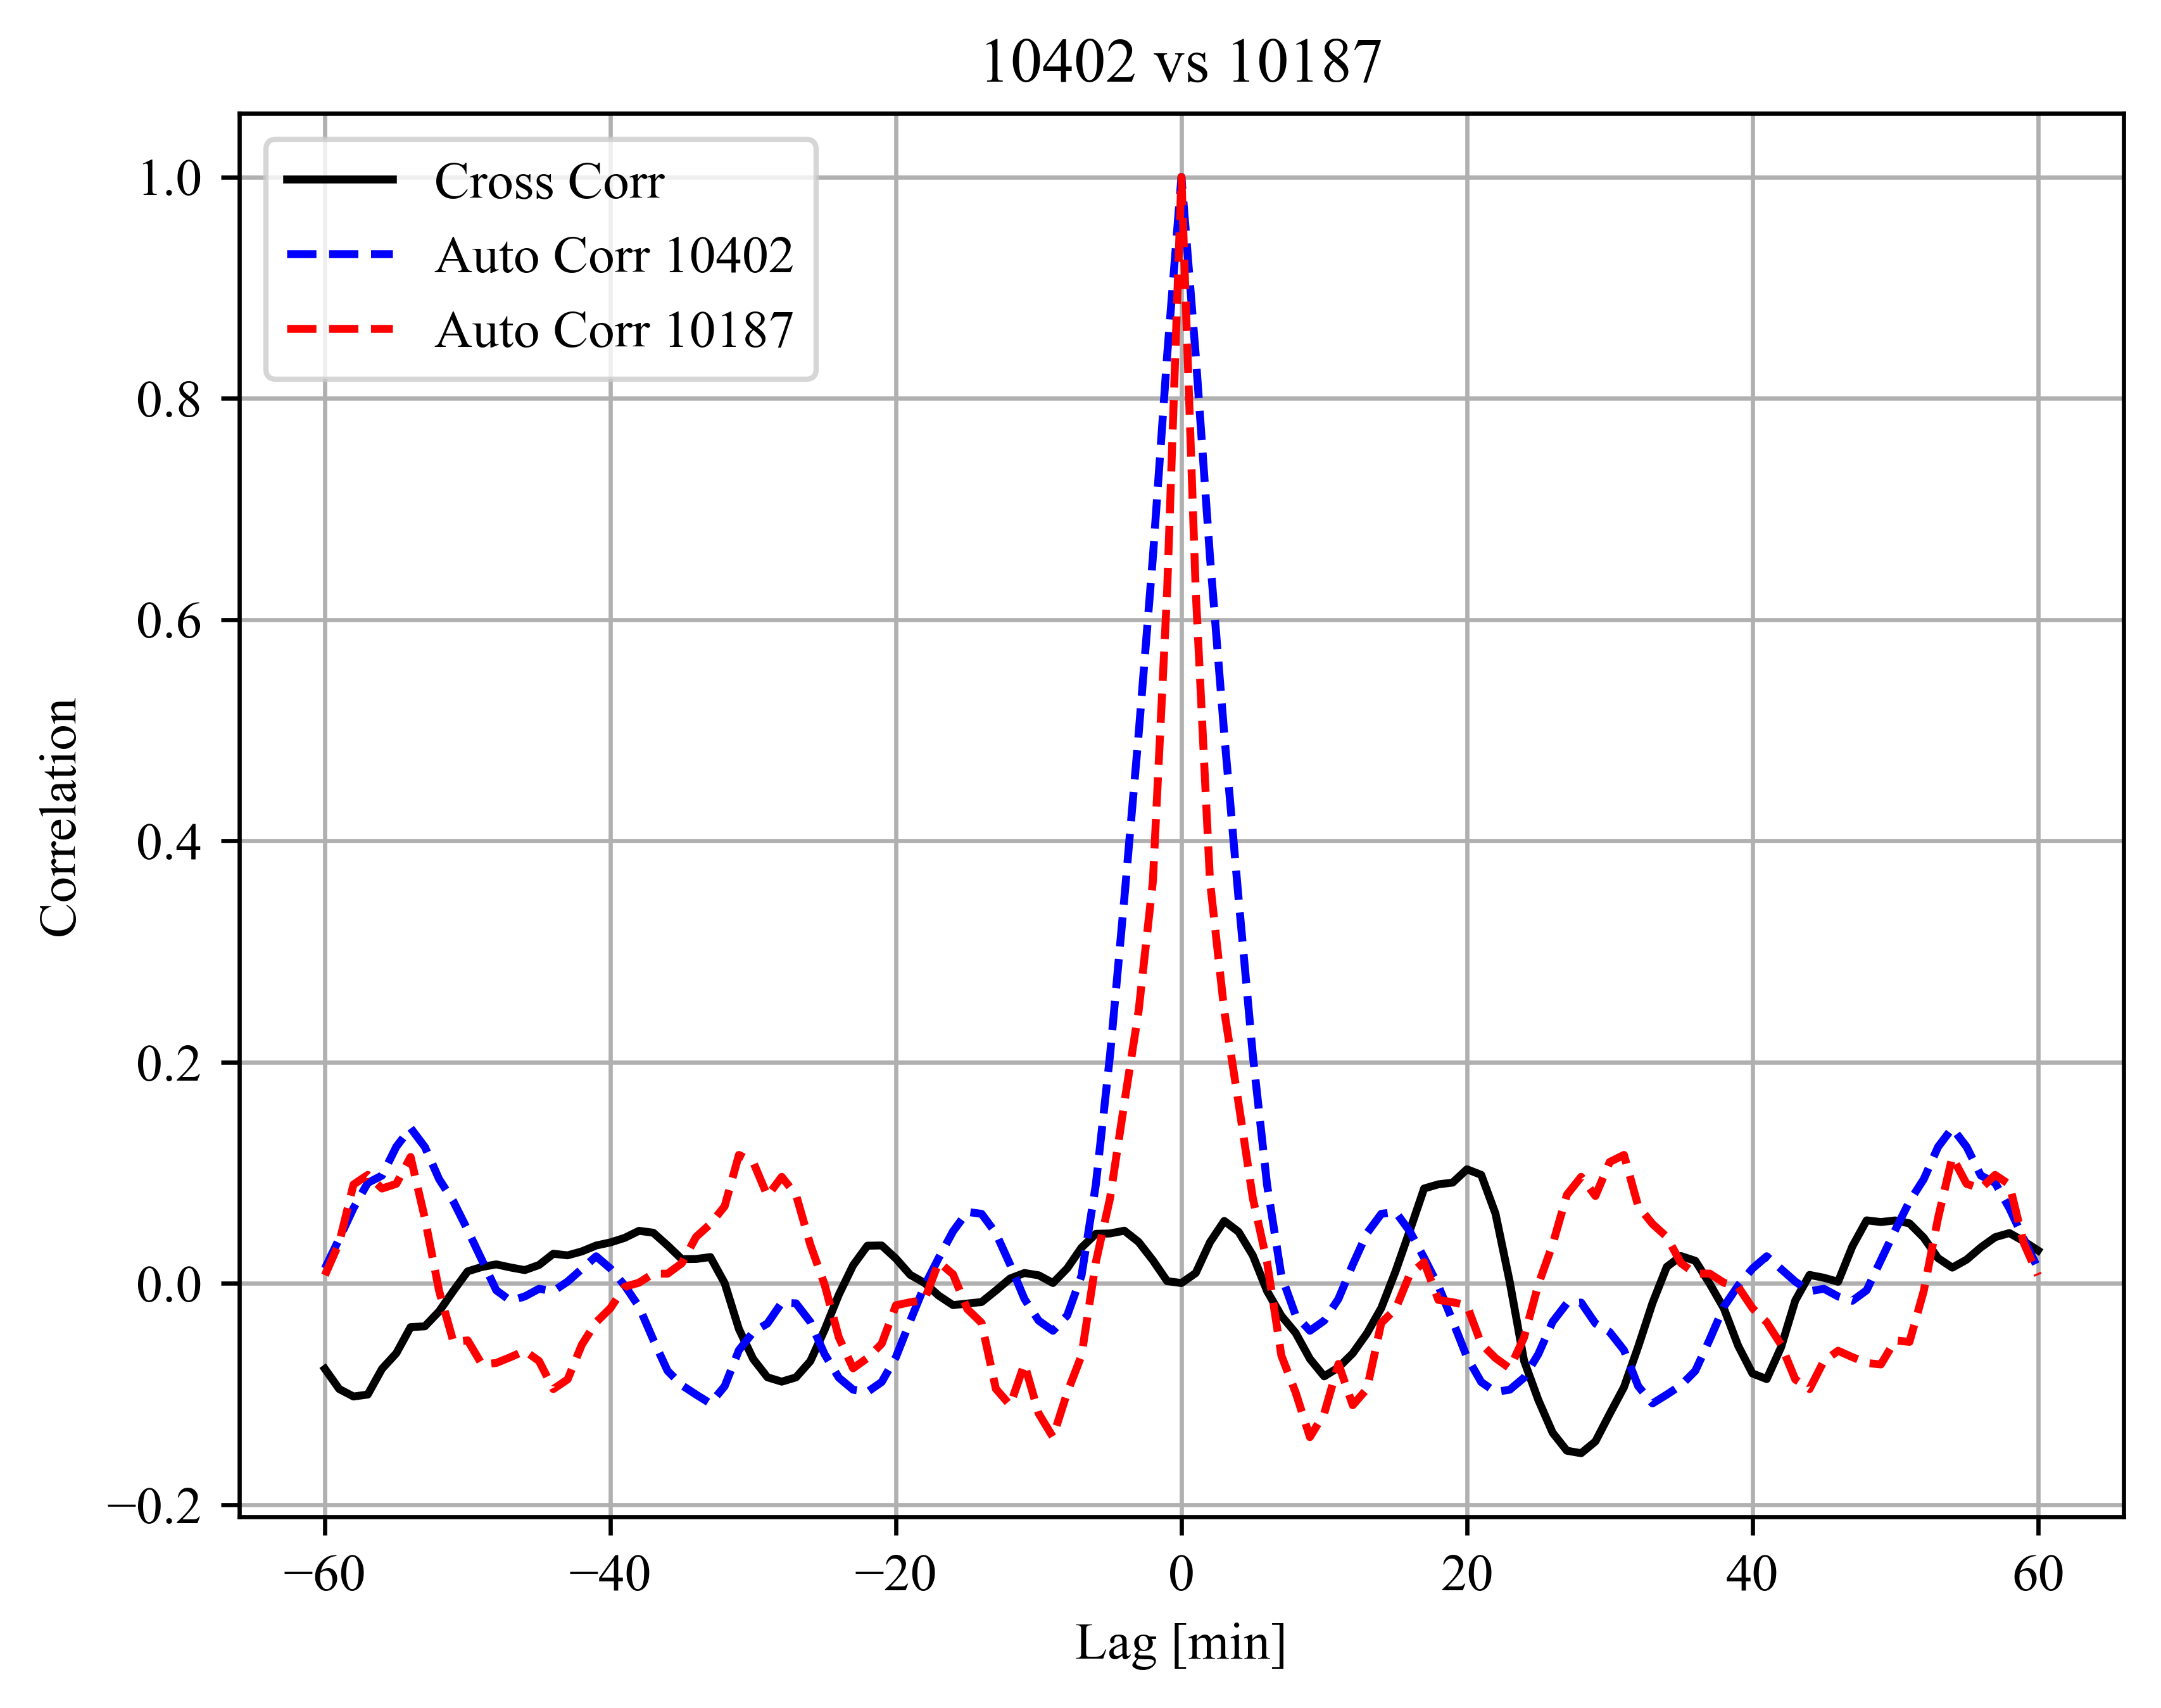 10402 vs 10187
Cross Corr
Auto Corr 10402
Auto Corr 10187
1.0
0.8
0.6
0.4
0.2
0.0
−0.2
Correlation
−60
−40
−20
0
20
40
60
Lag [min]